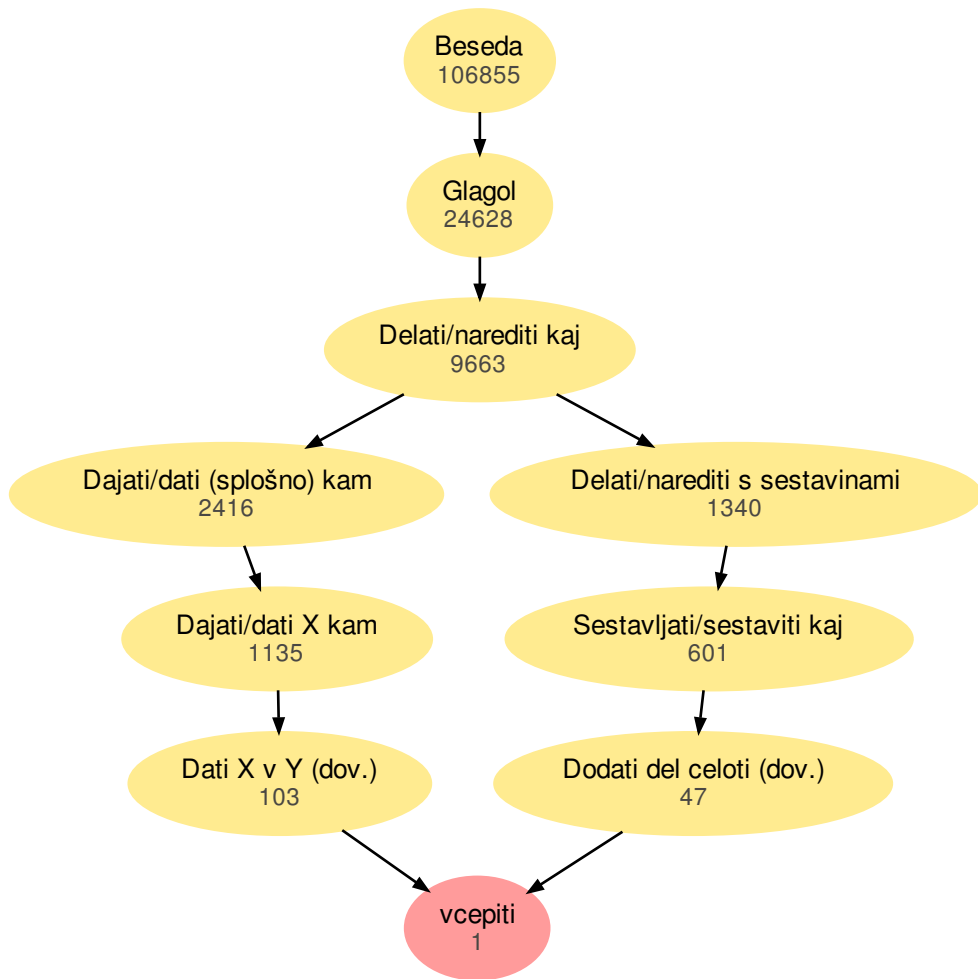 Beseda
106855
Glagol
24628
Delati/narediti kaj
9663
Dajati/dati (splošno) kam
2416
Delati/narediti s sestavinami
1340
Dajati/dati X kam
1135
Sestavljati/sestaviti kaj
601
Dati X v Y (dov.)
103
Dodati del celoti (dov.)
47
vcepiti
1